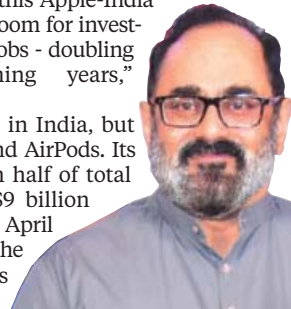 this Apple-India
room for invest-
jobs - doubling
ning years,”
in India, but
nd AirPods. Its
n half of total
$9 billion
April
he
s